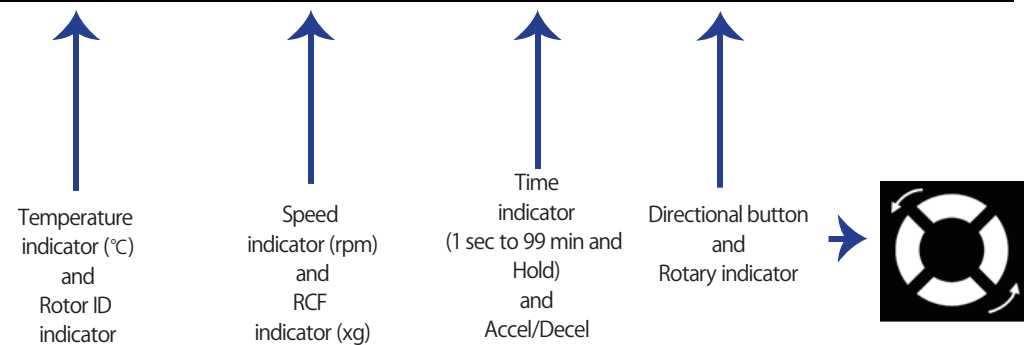 Temperature
indicator (℃)
and
Rotor ID
indicator
Speed
indicator (rpm)
and
RCF
indicator (xg)
Time
indicator
(1 sec to 99 min and
Hold)
and
Accel/Decel
Directional button
and
Rotary indicator